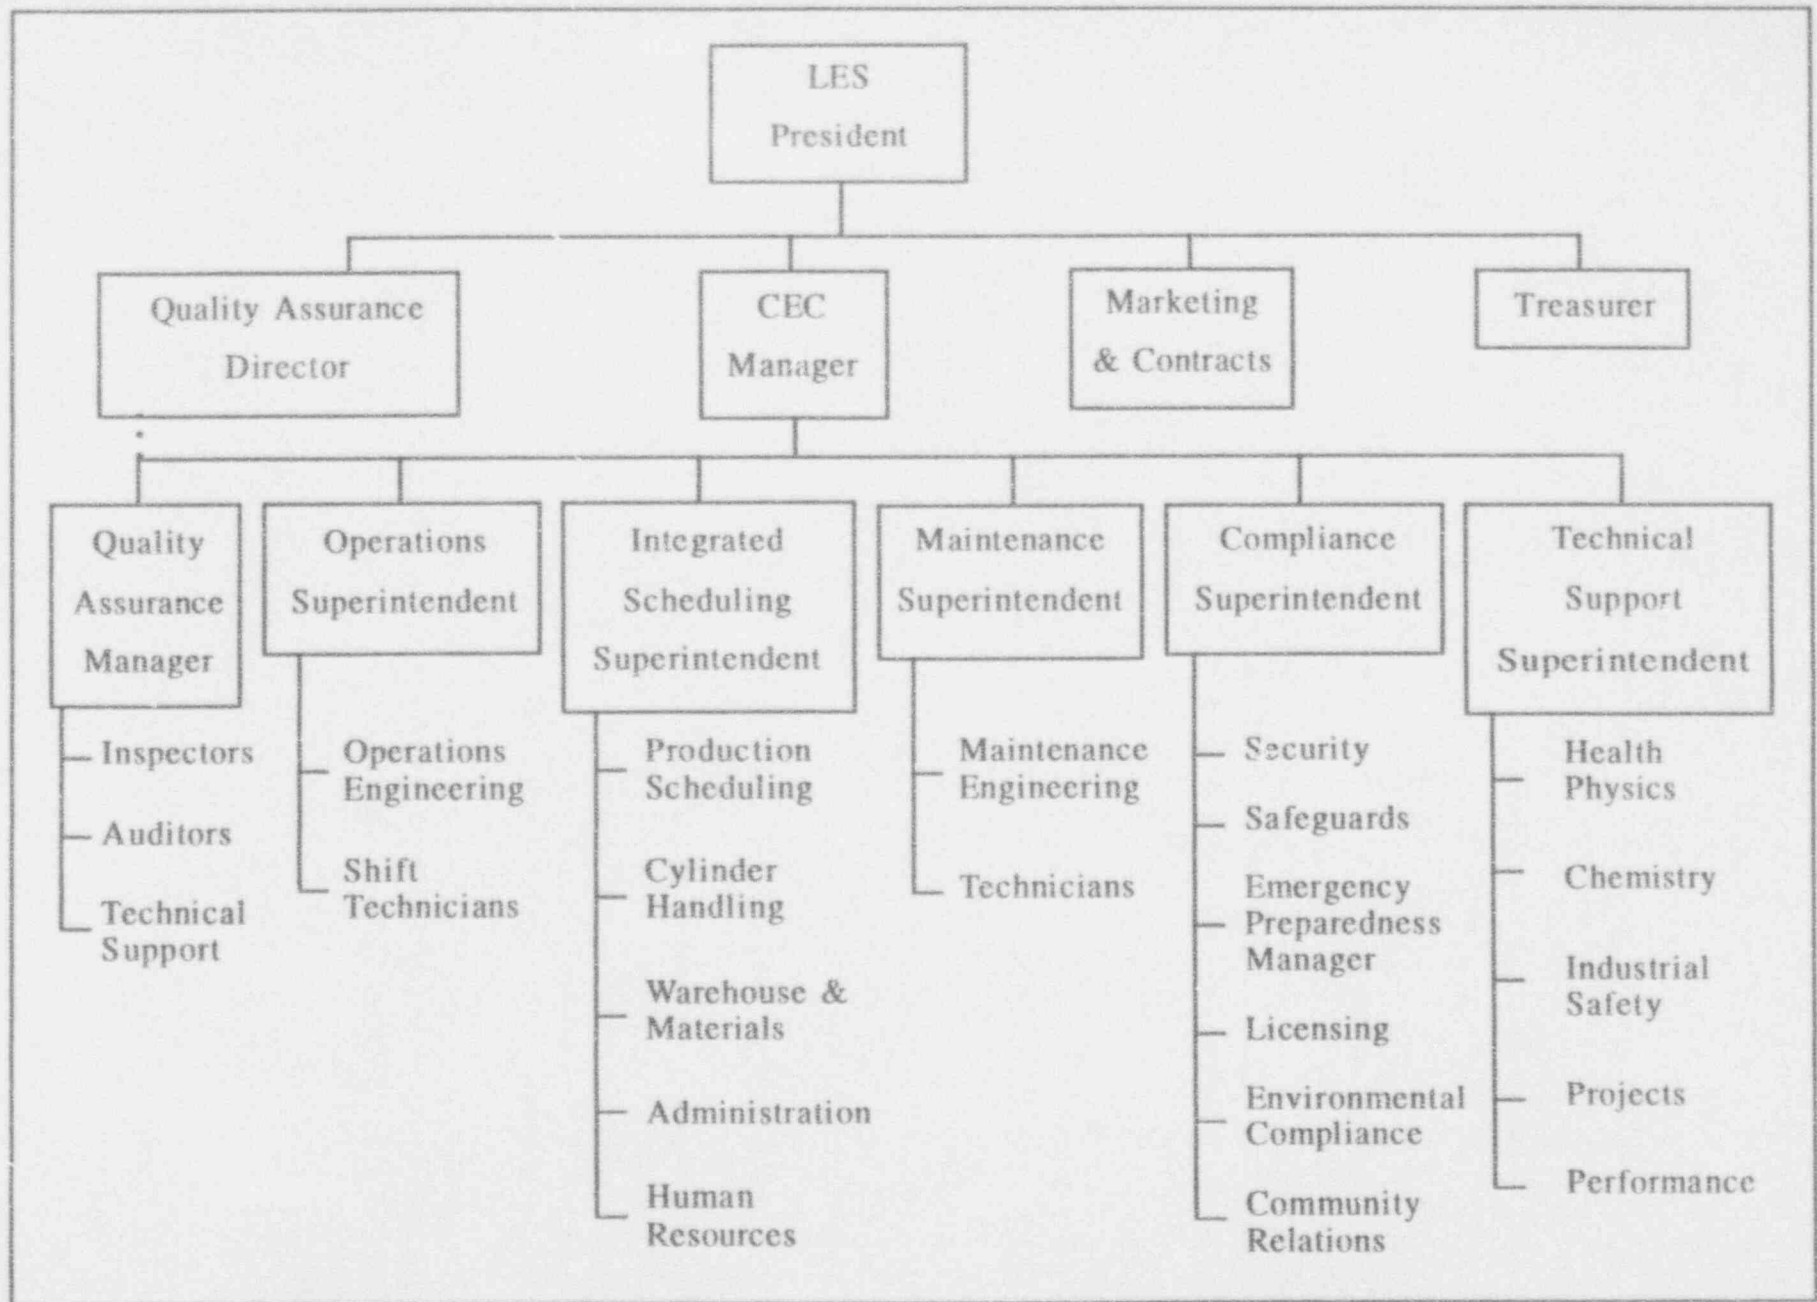 LES
President
Quality Assurance
Director
CEC
Manager
Marketing
& Contracts
Treasurer
Quality
Assurance
Manager
Operations
Superintendent
Integrated
Scheduling
Superintendent
Maintenance
Superintendent
Compliance
Superintendent
Technical
Support
Superintendent
Inspectors
Auditors
Technical
Support
Operations
Engineering
Shift
Technicians
Production
Scheduling
Cylinder
Handling
Warehouse &
Materials
Administration
Human
Resources
Maintenance
Engineering
Technicians
Security
Safeguards
Emergency
Preparedness
Manager
Licensing
Environmental
Compliance
Community
Relations
Health
Physics
Chemistry
Industrial
Safety
Projects
Performance